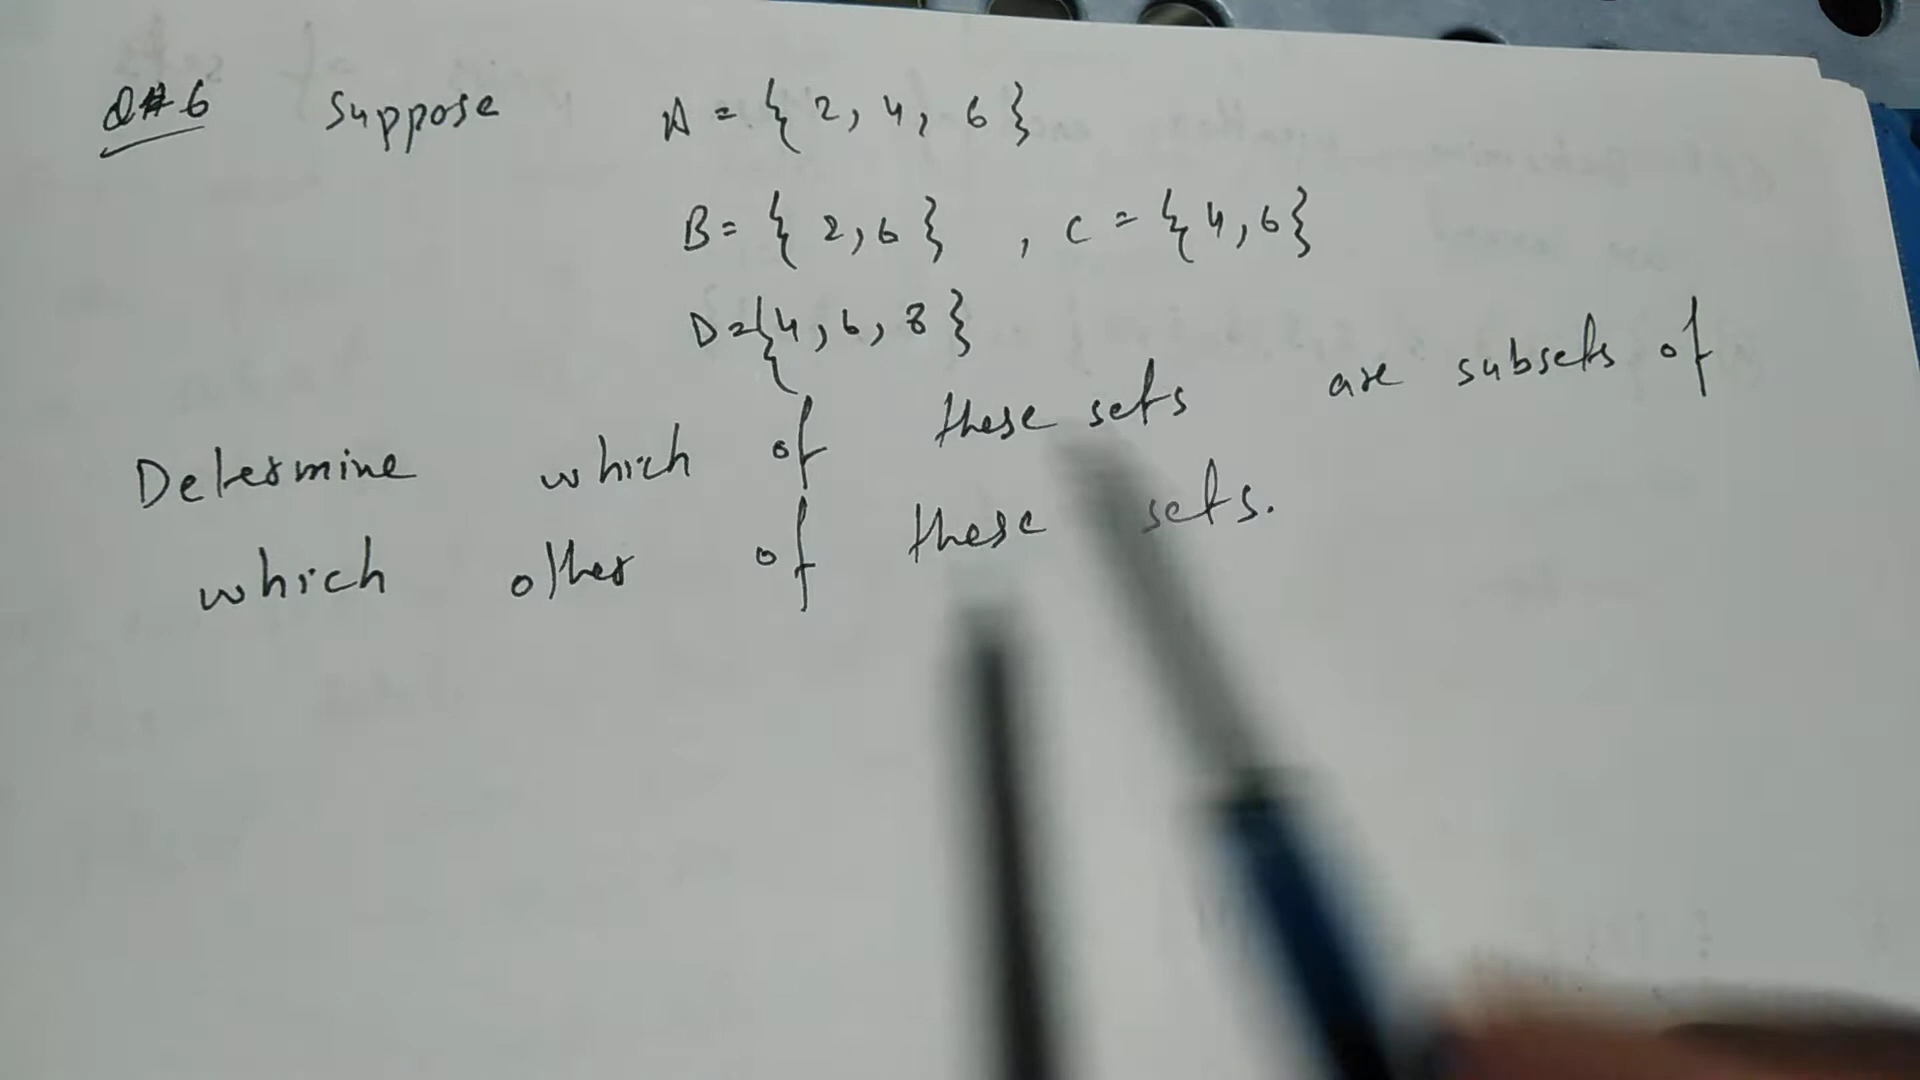 Q#6 Suppose A = { 2, 4, 6 }
B = { 2, 6 } , C = { 4, 6 }
D = { 4, 6, 8 }
Determine which of these sets are subsets of
which other of these sets.